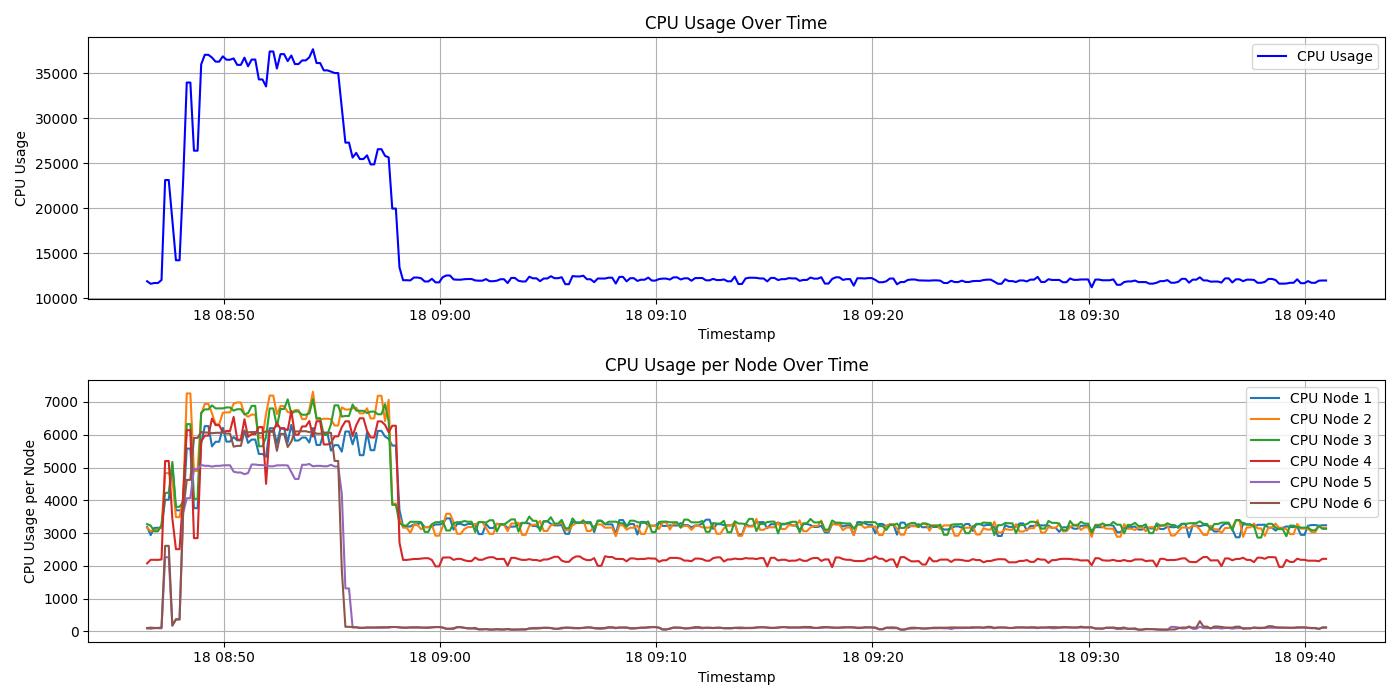 CPU Usage Over Time
CPU Usage
35000
30000
25000
20000
15000
10000
CPU Usage
18 08:50 18 09:00 18 09:10 18 09:20 18 09:30 18 09:40
Timestamp
CPU Usage per Node Over Time
CPU Usage per Node
7000
6000
5000
4000
3000
2000
1000
0
CPU Node 1
CPU Node 2
CPU Node 3
CPU Node 4
CPU Node 5
CPU Node 6
18 08:50 18 09:00 18 09:10 18 09:20 18 09:30 18 09:40
Timestamp